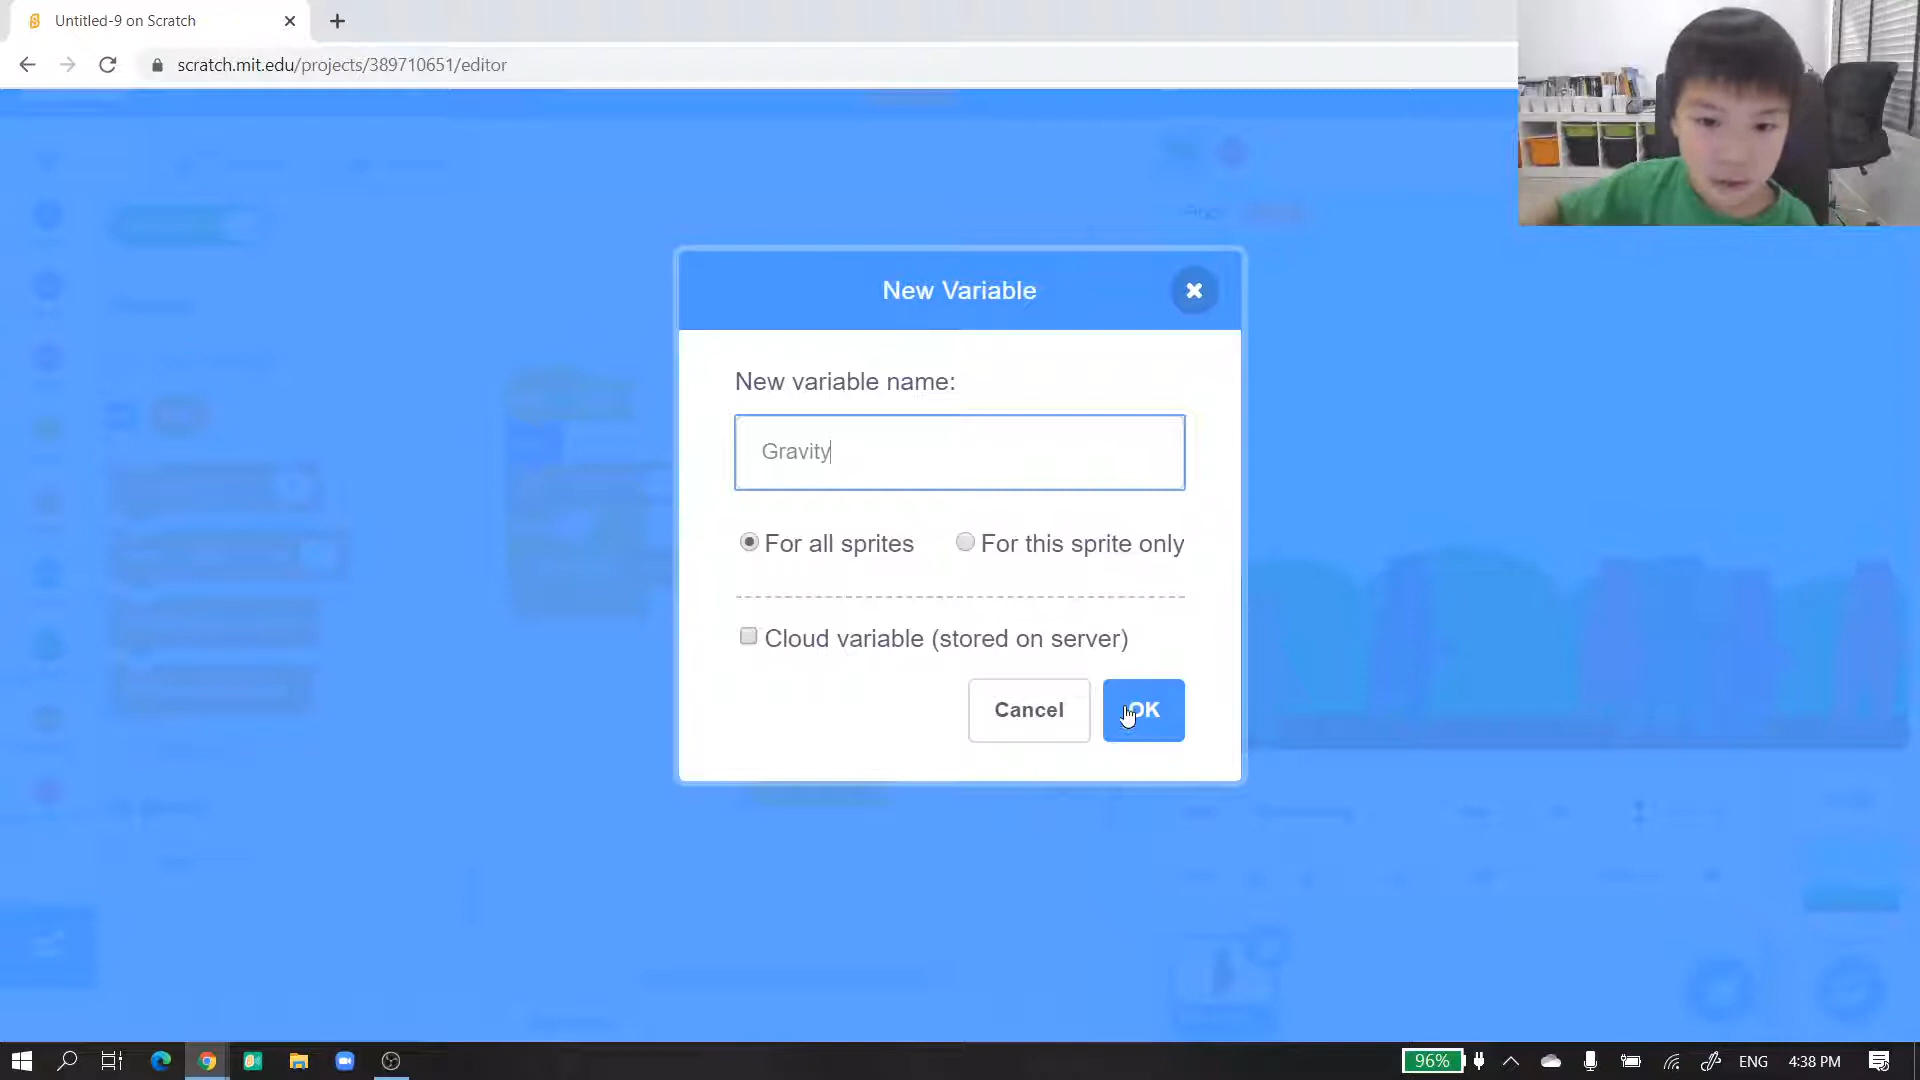 Untitled-9 on Scratch
scratch.mit.edu/projects/389710651/editor
New Variable
New variable name:
Gravity
For all sprites
For this sprite only
Cloud variable (stored on server)
Cancel
OK
96%
ENG
4:38 PM